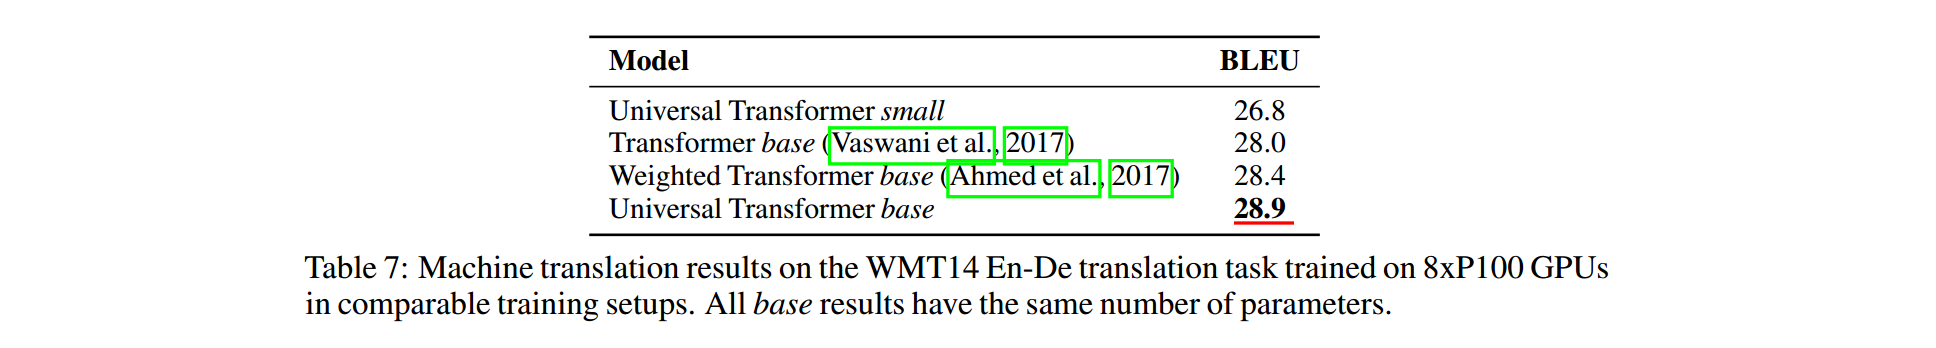 Model BLEU
Universal Transformer small 26.8
Transformer base (Vaswani et al., 2017) 28.0
Weighted Transformer base (Ahmed et al., 2017) 28.4
Universal Transformer base 28.9
Table 7: Machine translation results on the WMT14 En-De translation task trained on 8xP100 GPUs
in comparable training setups. All base results have the same number of parameters.